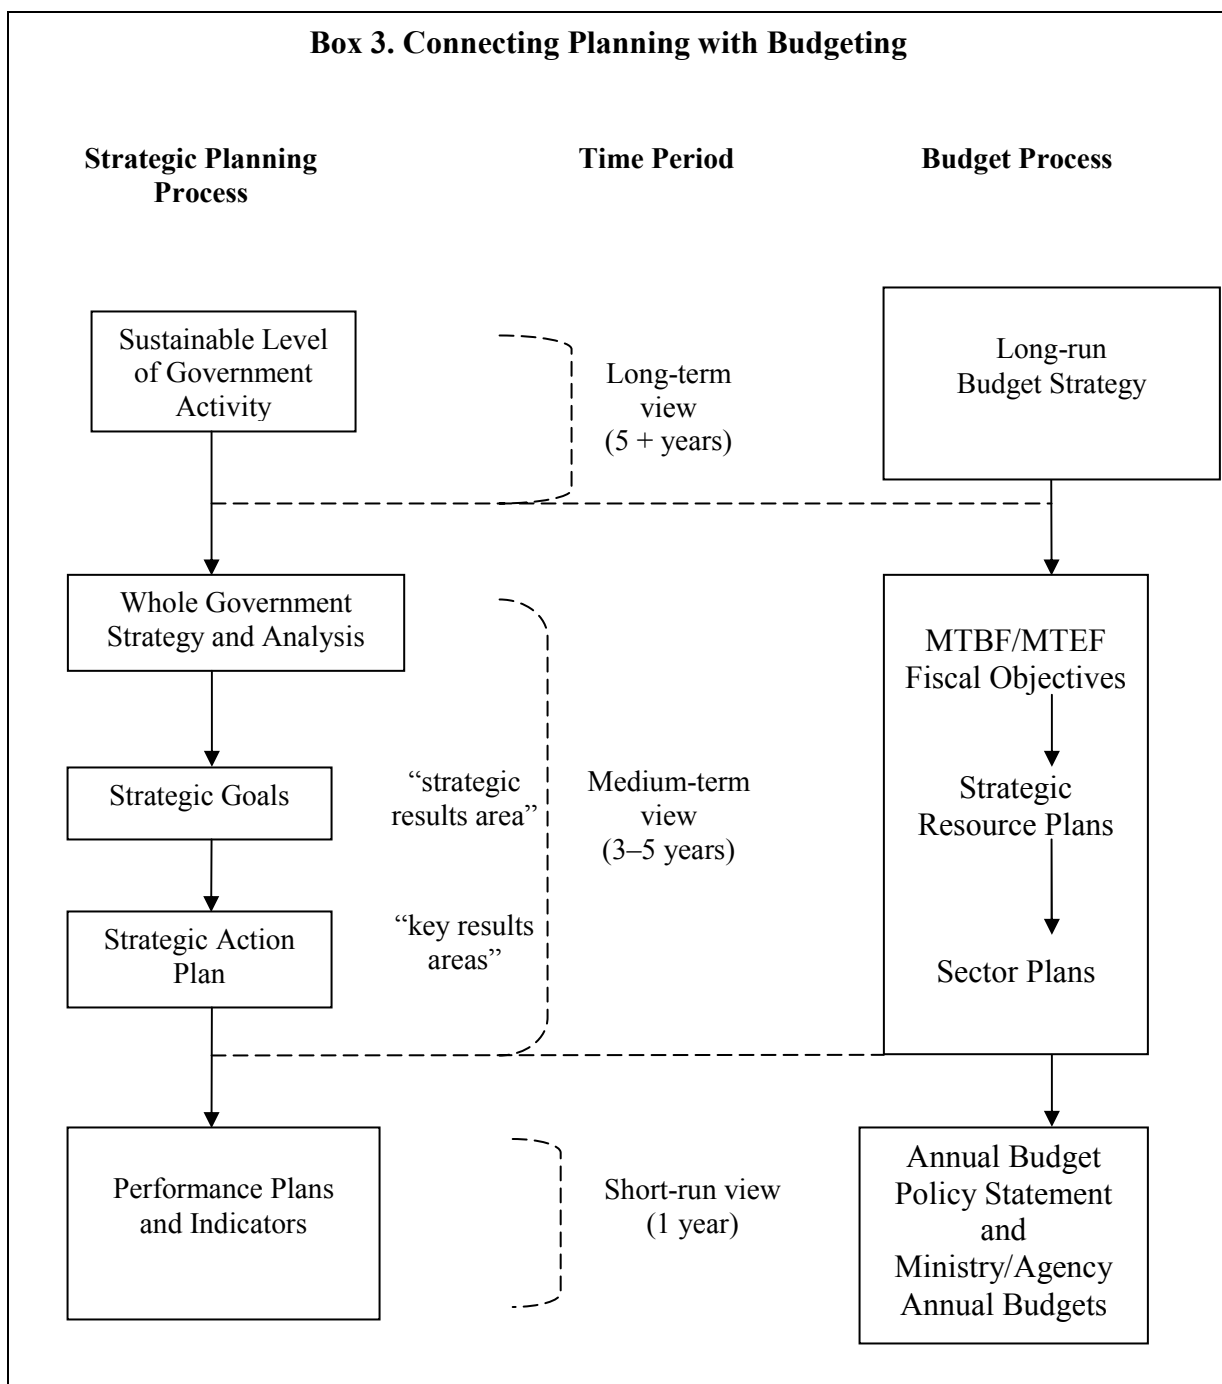 Box 3. Connecting Planning with Budgeting
Strategic Planning
Process
Time Period
Budget Process
Sustainable Level
of Government
Activity
Long-term
view
(5 + years)
Long-run
Budget Strategy
Whole Government
Strategy and Analysis
MTBF/MTEF
Fiscal Objectives
Strategic Goals
“strategic
results area”
Medium-term
view
(3–5 years)
Strategic
Resource Plans
Strategic Action
Plan
“key results
areas”
Sector Plans
Performance Plans
and Indicators
Short-run view
(1 year)
Annual Budget
Policy Statement
and
Ministry/Agency
Annual Budgets